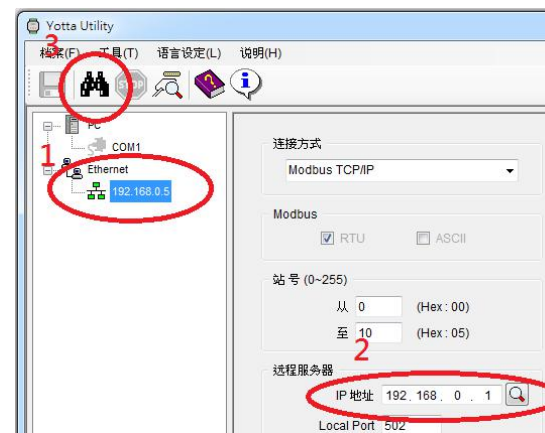 Yotta Utility
档案(F) 工具(T) 语言设定(L) 说明(H)
3
STOP
PC
COM1
1
Ethernet
192.168.0.5
连接方式
Modbus TCP/IP
Modbus
RTU ASCII
站号 (0~255)
从 0 (Hex : 00)
至 10 (Hex : 05)
2
远程服务器
IP 地址 192 . 168 . 0 . 1
Local Port 502